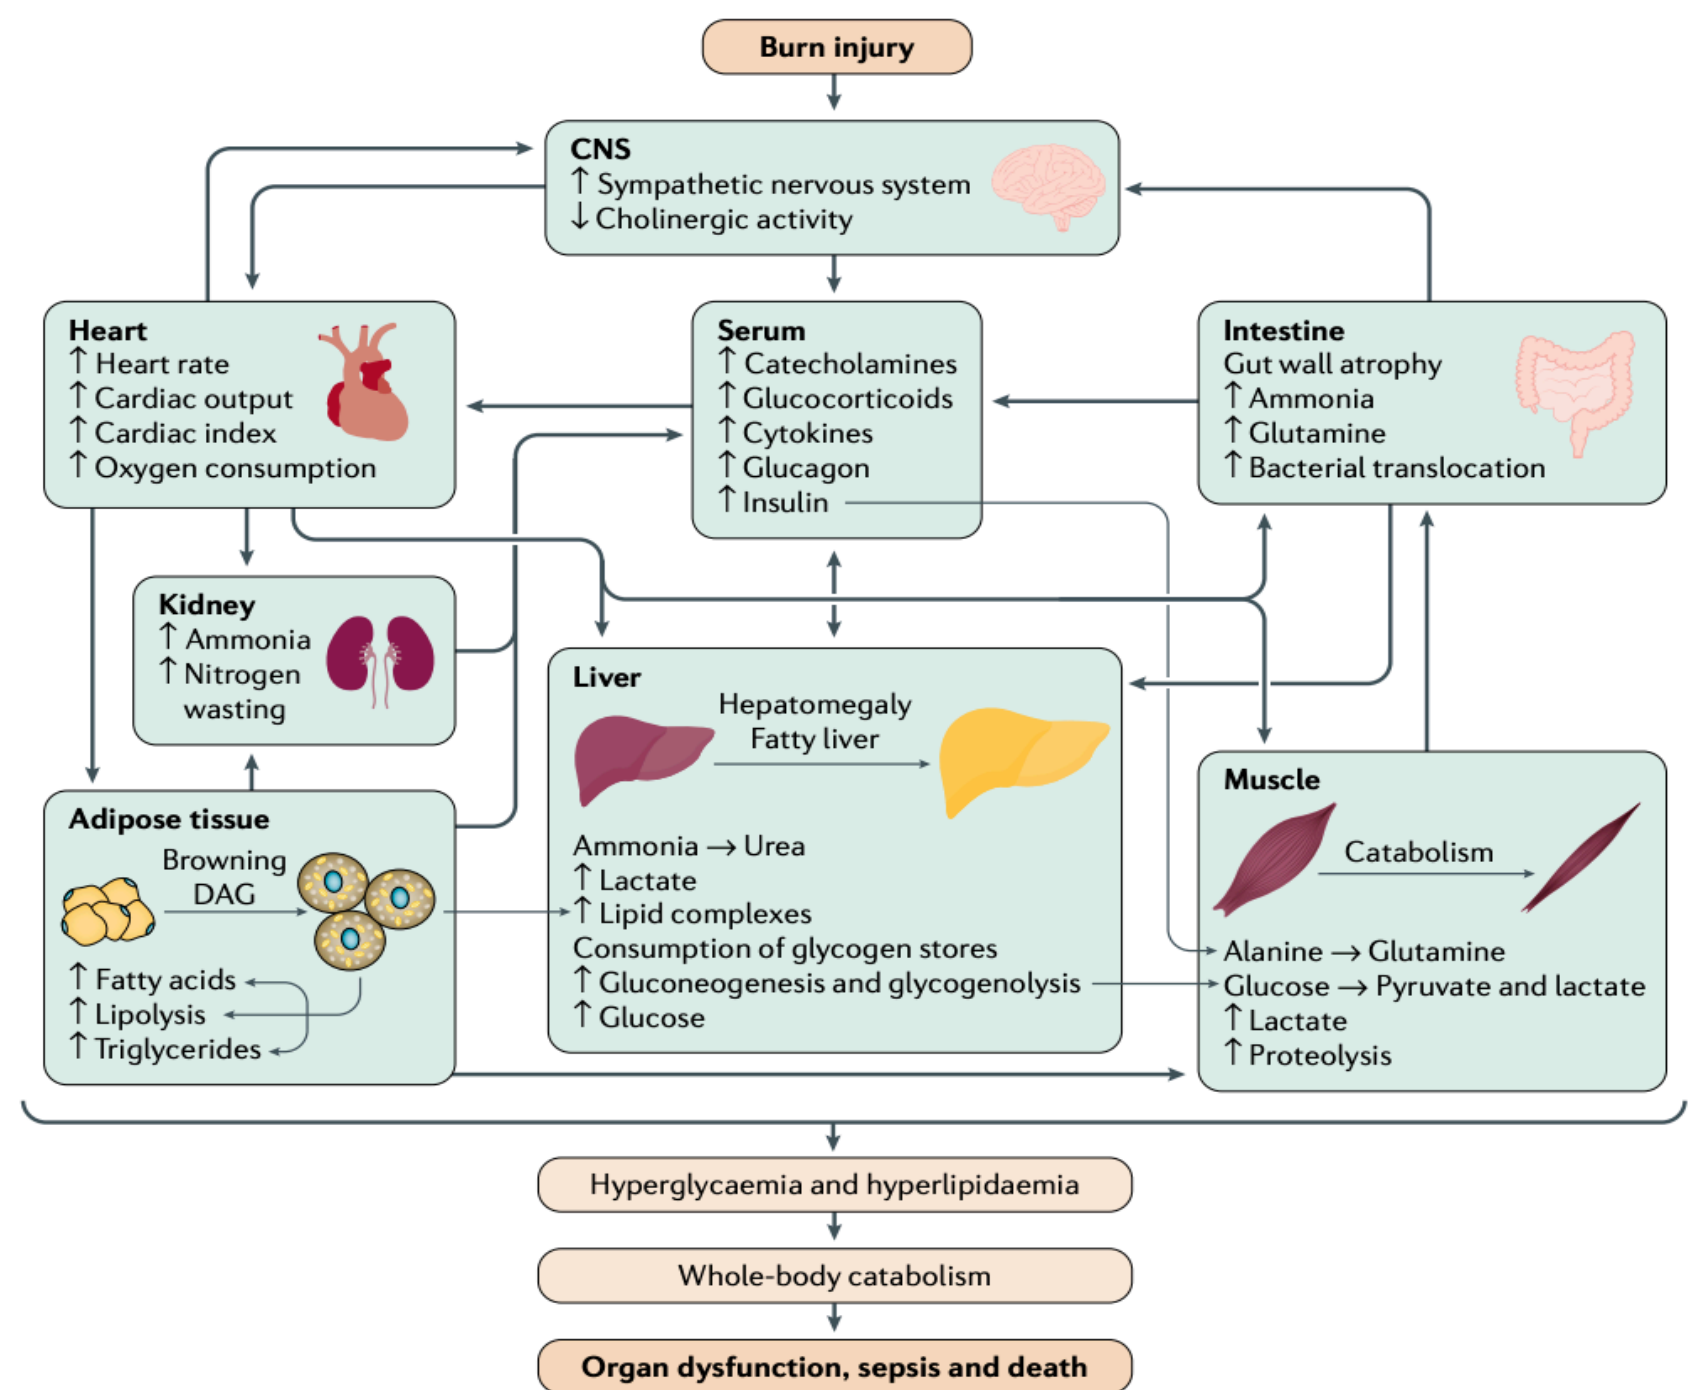 Burn injury
CNS
↑ Sympathetic nervous system
↓ Cholinergic activity
Heart
↑ Heart rate
↑ Cardiac output
↑ Cardiac index
↑ Oxygen consumption
Serum
↑ Catecholamines
↑ Glucocorticoids
↑ Cytokines
↑ Glucagon
↑ Insulin
Intestine
Gut wall atrophy
↑ Ammonia
↑ Glutamine
↑ Bacterial translocation
Kidney
↑ Ammonia
↑ Nitrogen
wasting
Liver
Hepatomegaly
Fatty liver
Ammonia → Urea
↑ Lactate
↑ Lipid complexes
Consumption of glycogen stores
↑ Gluconeogenesis and glycogenolysis
↑ Glucose
Adipose tissue
Browning
DAG
↑ Fatty acids
↑ Lipolysis
↑ Triglycerides
Muscle
Catabolism
Alanine → Glutamine
Glucose → Pyruvate and lactate
↑ Lactate
↑ Proteolysis
Hyperglycaemia and hyperlipidaemia
Whole-body catabolism
Organ dysfunction, sepsis and death